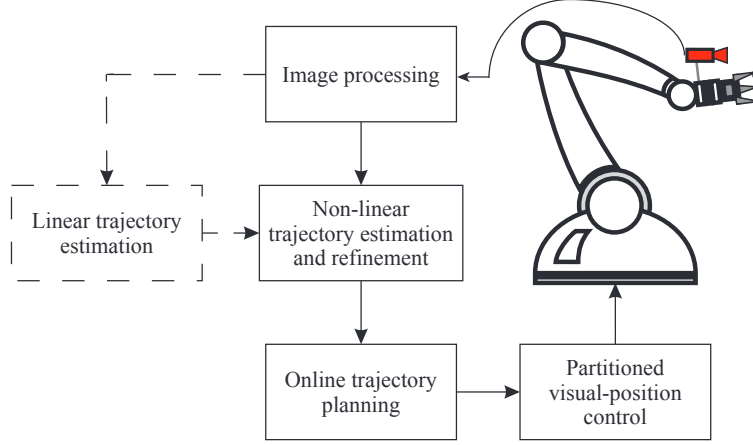 Image processing
Linear trajectory
estimation
Non-linear
trajectory estimation
and refinement
Online trajectory
planning
Partitioned
visual-position
control